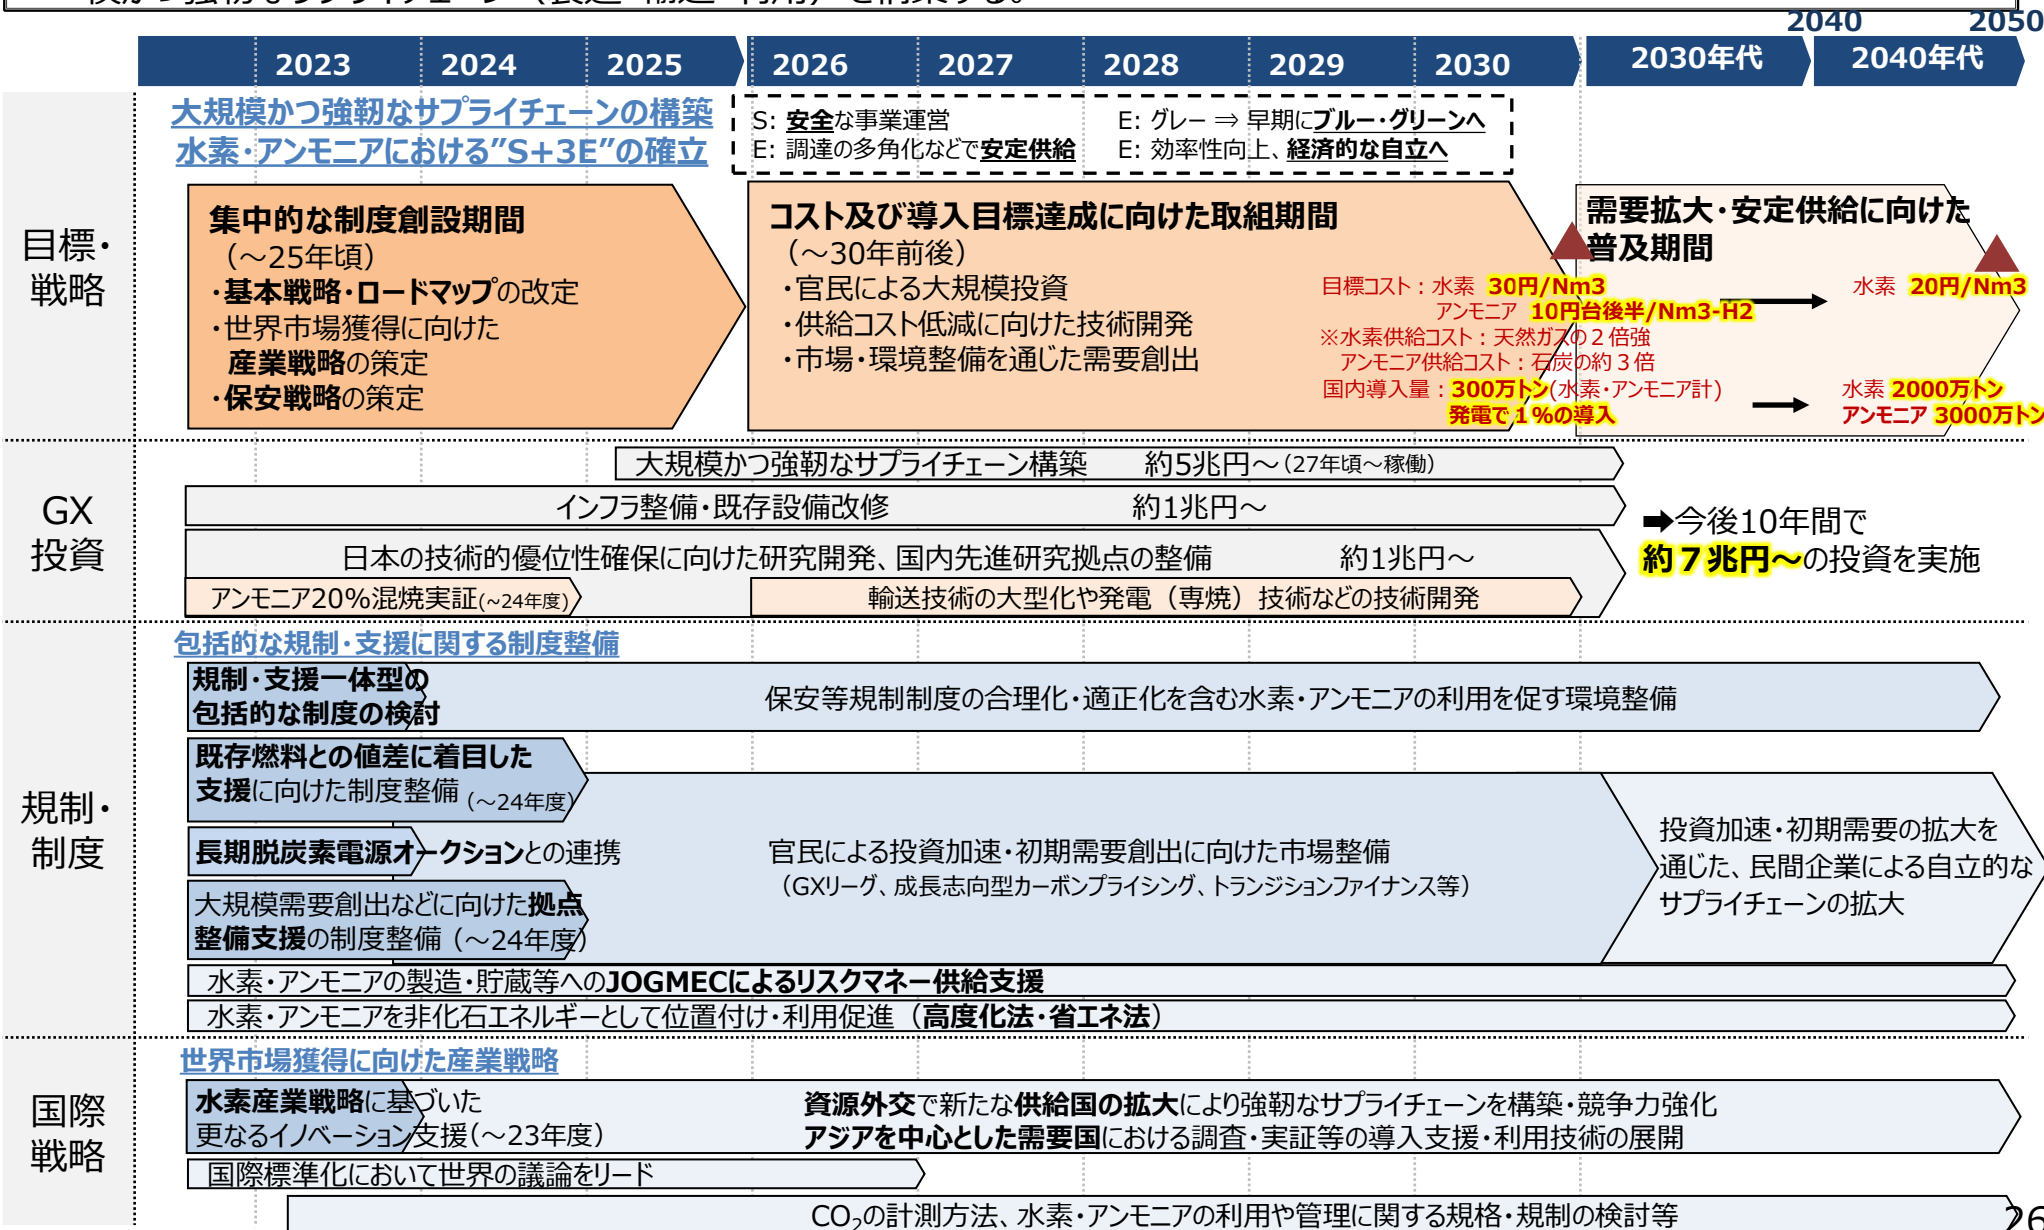 2040 2050
2023 2024 2025 2026 2027 2028 2029 2030 2030年代 2040年代
目標・
戦略
大規模かつ強靭なサプライチェーンの構築
水素・アンモニアにおける”S+3E”の確立
S: 安全な事業運営 E: グレー ⇒ 早期にブルー・グリーンへ
E: 調達の多角化などで安定供給 E: 効率性向上、経済的な自立へ
集中的な制度創設期間
（～25年頃）
・基本戦略・ロードマップの改定
・世界市場獲得に向けた
産業戦略の策定
・保安戦略の策定
コスト及び導入目標達成に向けた取組期間
（～30年前後）
・官民による大規模投資
・供給コスト低減に向けた技術開発
・市場・環境整備を通じた需要創出
需要拡大・安定供給に向けた
普及期間
目標コスト：水素 30円/Nm3
アンモニア 10円台後半/Nm3-H2
※水素供給コスト：天然ガスの２倍強
アンモニア供給コスト：石炭の約３倍
国内導入量：300万トン(水素・アンモニア計)
発電で１％の導入
水素 20円/Nm3
水素 2000万トン
アンモニア 3000万トン
GX
投資
大規模かつ強靭なサプライチェーン構築 約5兆円～（27年頃～稼働）
インフラ整備・既存設備改修 約1兆円～
日本の技術的優位性確保に向けた研究開発、国内先進研究拠点の整備 約1兆円～
アンモニア20％混焼実証(~24年度) 輸送技術の大型化や発電（専焼）技術などの技術開発
➡今後10年間で
約７兆円～の投資を実施
規制・
制度
包括的な規制・支援に関する制度整備
規制・支援一体型の
包括的な制度の検討
保安等規制制度の合理化・適正化を含む水素・アンモニアの利用を促す環境整備
既存燃料との値差に着目した
支援に向けた制度整備（～24年度）
長期脱炭素電源オークションとの連携
大規模需要創出などに向けた拠点
整備支援の制度整備（～24年度）
官民による投資加速・初期需要創出に向けた市場整備
（GXリーグ、成長志向型カーボンプライシング、トランジションファイナンス等）
投資加速・初期需要の拡大を
通じた、民間企業による自立的な
サプライチェーンの拡大
水素・アンモニアの製造・貯蔵等へのJOGMECによるリスクマネー供給支援
水素・アンモニアを非化石エネルギーとして位置付け・利用促進（高度化法・省エネ法）
国際
戦略
世界市場獲得に向けた産業戦略
水素産業戦略に基づいた
更なるイノベーション支援（～23年度）
資源外交で新たな供給国の拡大により強靭なサプライチェーンを構築・競争力強化
アジアを中心とした需要国における調査・実証等の導入支援・利用技術の展開
国際標準化において世界の議論をリード
CO₂の計測方法、水素・アンモニアの利用や管理に関する規格・規制の検討等
26